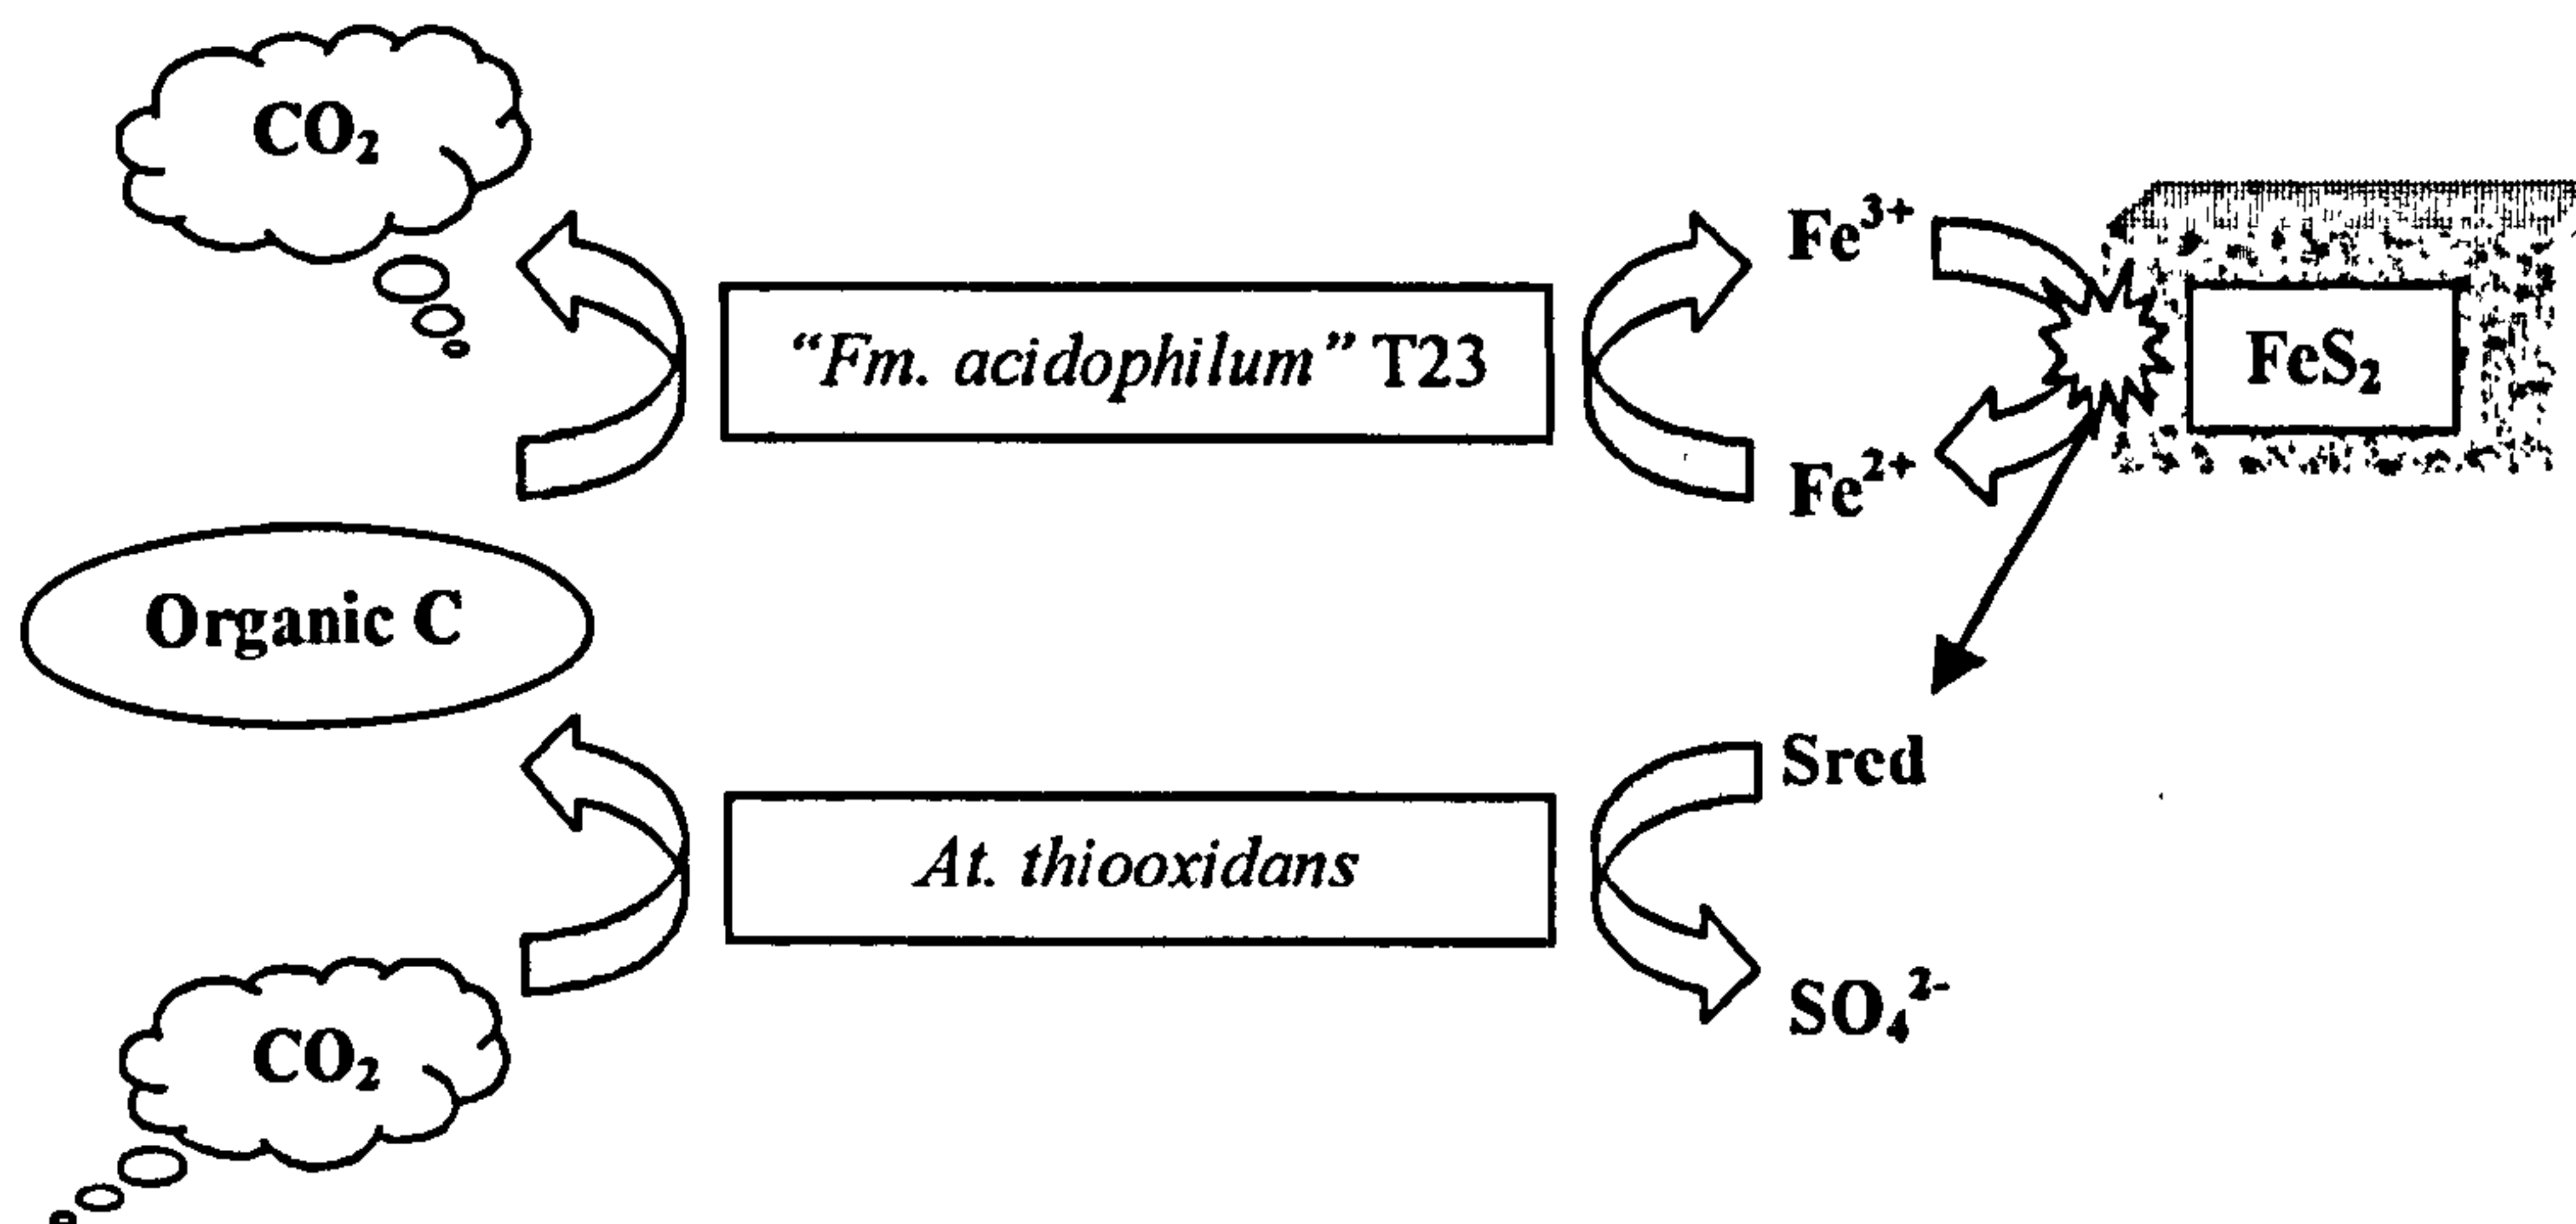 CO₂
Fe³⁺
"Fm. acidophilum" T23
FeS₂
Fe²⁺
Organic C
Sred
At. thiooxidans
SO₄²⁻
CO₂